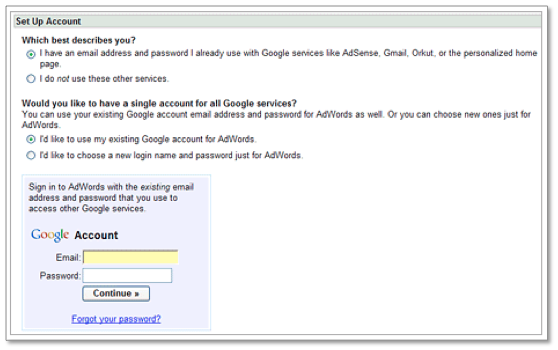 Set Up Account
Which best describes you?
I have an email address and password I already use with Google services like AdSense, Gmail, Orkut, or the personalized home
page.
I do not use these other services.
Would you like to have a single account for all Google services?
You can use your existing Google account email address and password for AdWords as well. Or you can choose new ones just for
AdWords.
I'd like to use my existing Google account for AdWords.
I'd like to choose a new login name and password just for AdWords.
Sign in to AdWords with the existing email
address and password that you use to
access other Google services.
Google Account
Email:
Password:
Continue »
Forgot your password?